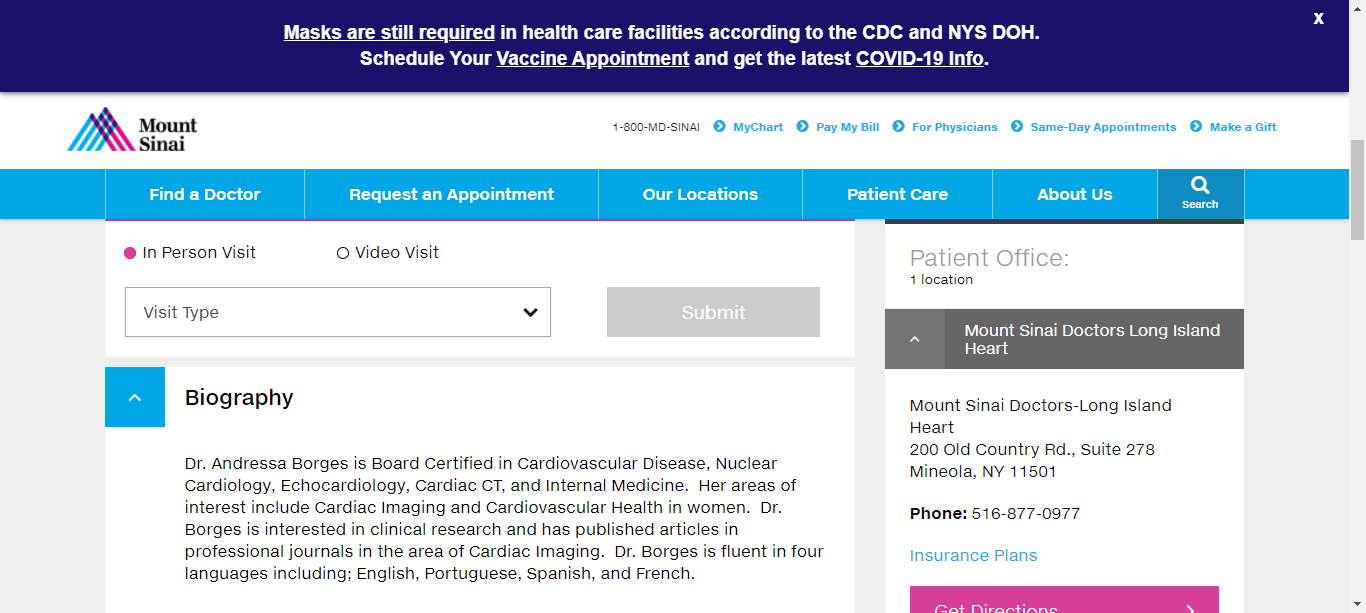 Masks are still required in health care facilities according to the CDC and NYS DOH.
Schedule Your Vaccine Appointment and get the latest COVID-19 Info.
X
Mount
Sinai
1-800-MD-SINAI
MyChart
Pay My Bill
For Physicians
Same-Day Appointments
Make a Gift
Find a Doctor
Request an Appointment
Our Locations
Patient Care
About Us
Search
In Person Visit
Video Visit
Visit Type
Submit
Biography
Dr. Andressa Borges is Board Certified in Cardiovascular Disease, Nuclear
Cardiology, Echocardiology, Cardiac CT, and Internal Medicine.  Her areas of
interest include Cardiac Imaging and Cardiovascular Health in women.  Dr.
Borges is interested in clinical research and has published articles in
professional journals in the area of Cardiac Imaging.  Dr. Borges is fluent in four
languages including; English, Portuguese, Spanish, and French.
Patient Office:
1 location
Mount Sinai Doctors Long Island
Heart
Mount Sinai Doctors-Long Island
Heart
200 Old Country Rd., Suite 278
Mineola, NY 11501
Phone: 516-877-0977
Insurance Plans
Get Directions